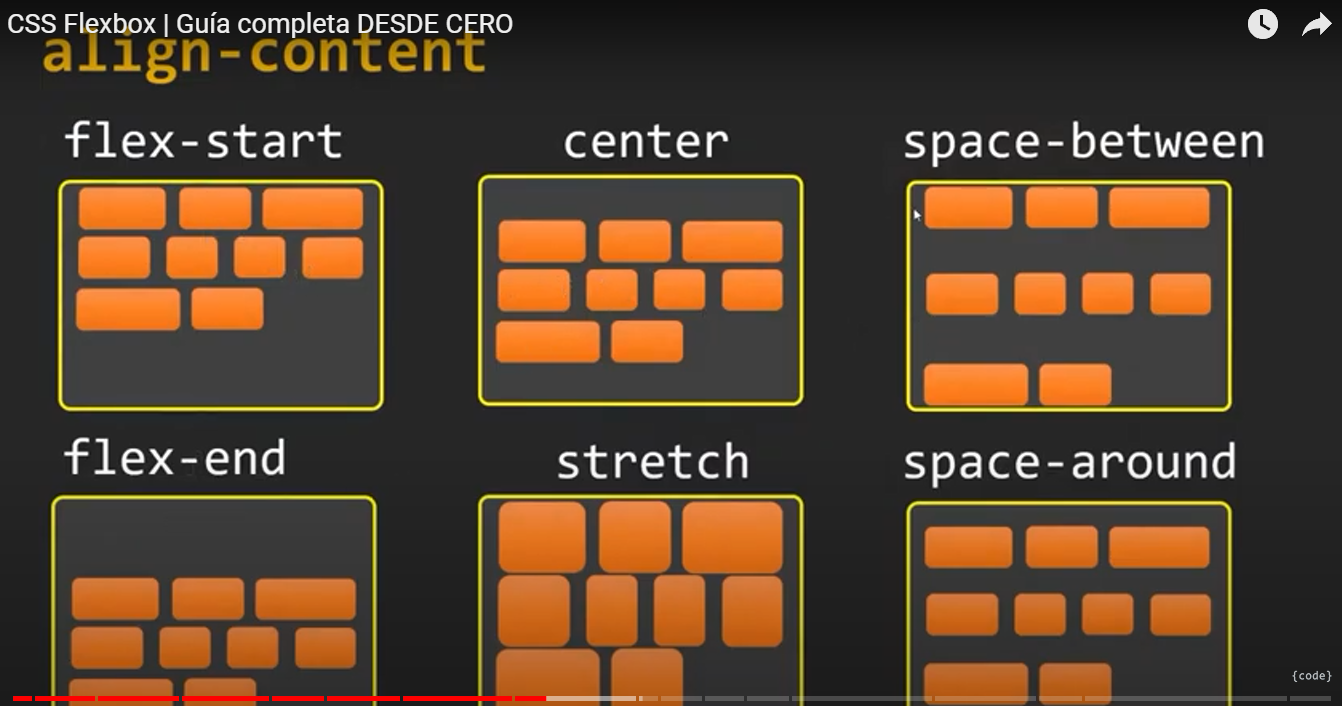 CSS Flexbox | Guía completa DESDE CERO
align-content
flex-start
center
space-between
flex-end
stretch
space-around
{code}